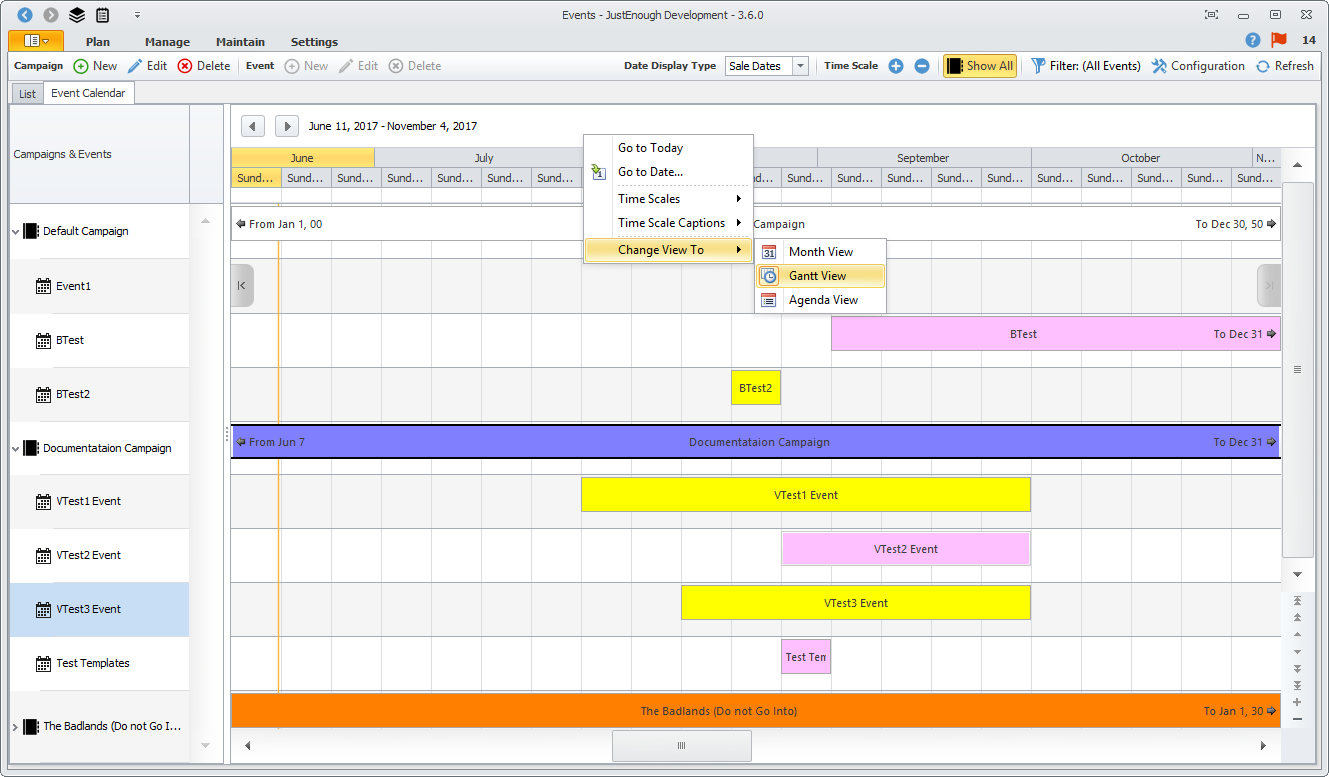 Events - JustEnough Development - 3.6.0
Plan Manage Maintain Settings 14
Campaign New Edit Delete Event New Edit Delete Date Display Type Sale Dates Time Scale Show All Filter: (All Events) Configuration Refresh
List Event Calendar
June 11, 2017 - November 4, 2017
Campaigns & Events
June July September October N...
Sund... Sund... Sund... Sund... Sund... Sund... Sund... Sund... Sund... Sund... Sund... Sund... Sund... Sund... Sund... Sund... Sund... Sund...
Go to Today
Go to Date...
Time Scales
Time Scale Captions
Change View To
31 Month View
Gantt View
Agenda View
Default Campaign
From Jan 1, 00 Campaign To Dec 30, 50
Event1
BTest BTest To Dec 31
BTest2 BTest2
Documentataion Campaign From Jun 7 Documentataion Campaign To Dec 31
VTest1 Event VTest1 Event
VTest2 Event VTest2 Event
VTest3 Event VTest3 Event
Test Templates Test Tem
The Badlands (Do not Go I... The Badlands (Do not Go Into) To Jan 1, 30